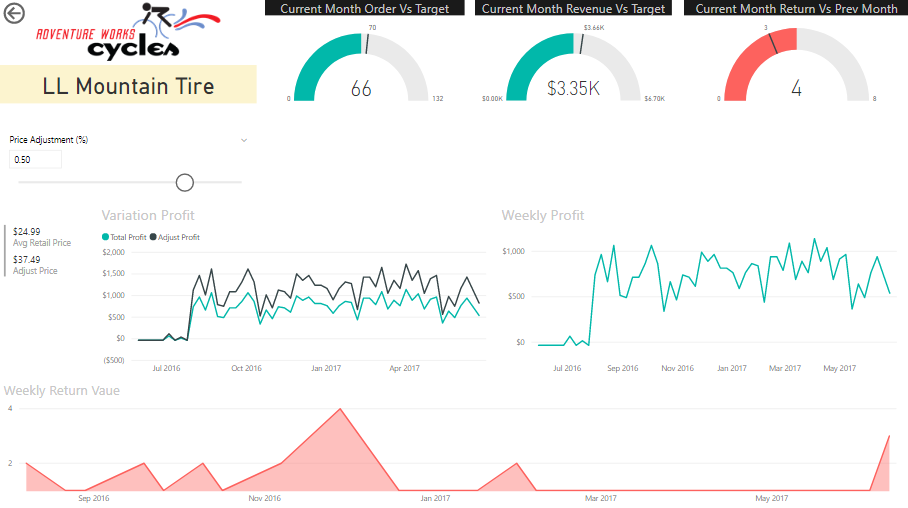 ADVENTURE WORKS
cycles
LL Mountain Tire
Current Month Order Vs Target
70
66
0
132
Current Month Revenue Vs Target
$3.66K
$3.35K
$0.00K
$6.70K
Current Month Return Vs Prev Month
3
4
0
8
Price Adjustment (%)
0.50
$24.99
Avg Retail Price
$37.49
Adjust Price
Variation Profit
Total Profit Adjust Profit
$2,000
$1,500
$1,000
$500
$0
($500)
Jul 2016 Oct 2016 Jan 2017 Apr 2017
Weekly Profit
$1,000
$500
$0
Jul 2016 Sep 2016 Nov 2016 Jan 2017 Mar 2017 May 2017
Weekly Return Vaue
4
2
Sep 2016 Nov 2016 Jan 2017 Mar 2017 May 2017